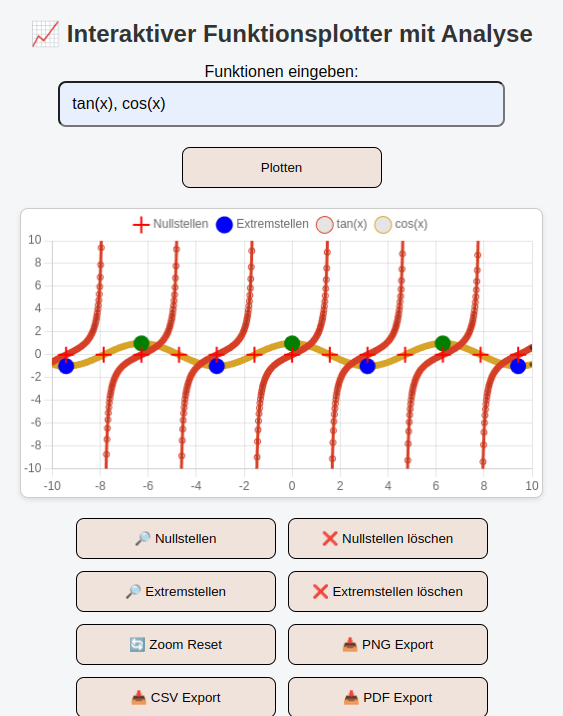 📈 Interaktiver Funktionsplotter mit Analyse
Funktionen eingeben:
tan(x), cos(x)
Plotten
Nullstellen Extremstellen tan(x) cos(x)
10
8
6
4
2
0
-2
-4
-6
-8
-10
-10 -8 -6 -4 -2 0 2 4 6 8 10
🔎 Nullstellen ❌ Nullstellen löschen
🔎 Extremstellen ❌ Extremstellen löschen
🔄 Zoom Reset 📥 PNG Export
📥 CSV Export 📥 PDF Export